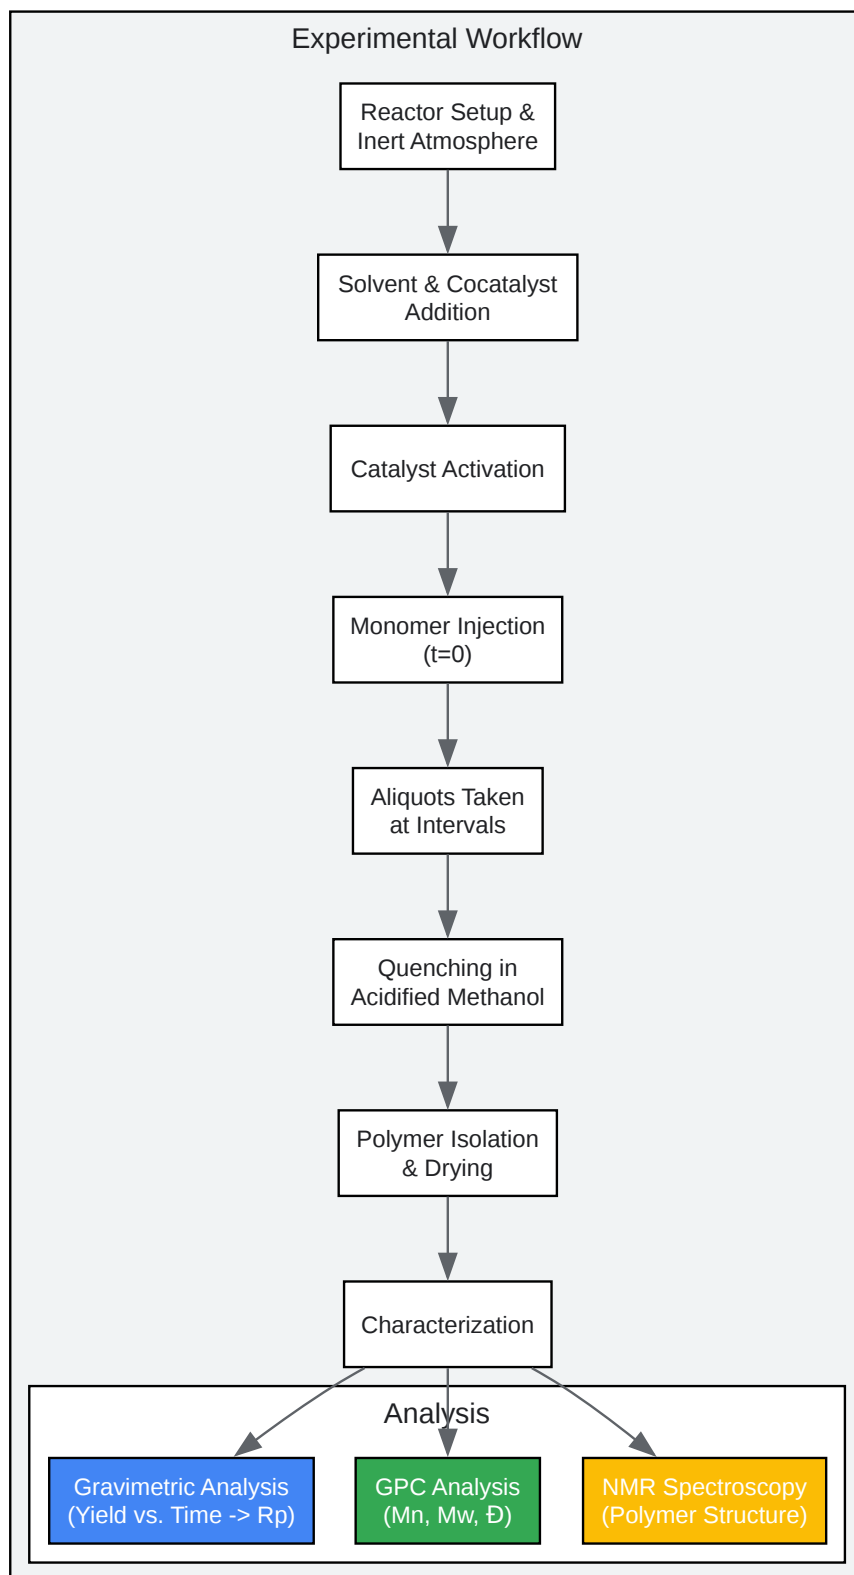 Experimental Workflow
Reactor Setup &
Inert Atmosphere
Solvent & Cocatalyst
Addition
Catalyst Activation
Monomer Injection
(t=0)
Aliquots Taken
at Intervals
Quenching in
Acidified Methanol
Polymer Isolation
& Drying
Characterization
Analysis
Gravimetric Analysis
(Yield vs. Time -> Rp)
GPC Analysis
(Mn, Mw, Đ)
NMR Spectroscopy
(Polymer Structure)